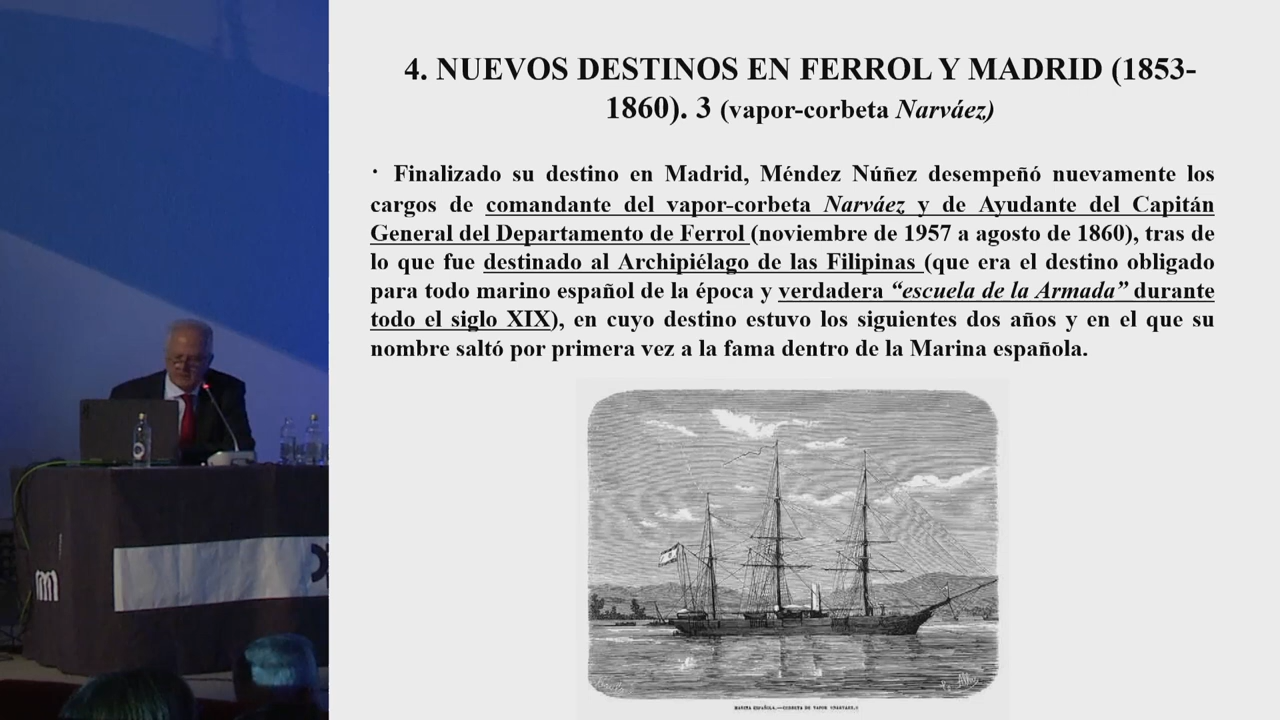 4. NUEVOS DESTINOS EN FERROL Y MADRID (1853-
1860). 3 (vapor-corbeta Narváez)
· Finalizado su destino en Madrid, Méndez Núñez desempeñó nuevamente los
cargos de comandante del vapor-corbeta Narváez y de Ayudante del Capitán
General del Departamento de Ferrol (noviembre de 1957 a agosto de 1860), tras de
lo que fue destinado al Archipiélago de las Filipinas (que era el destino obligado
para todo marino español de la época y verdadera “escuela de la Armada” durante
todo el siglo XIX), en cuyo destino estuvo los siguientes dos años y en el que su
nombre saltó por primera vez a la fama dentro de la Marina española.
MARINA ESPAÑOLA.—CORBETA DE VAPOR